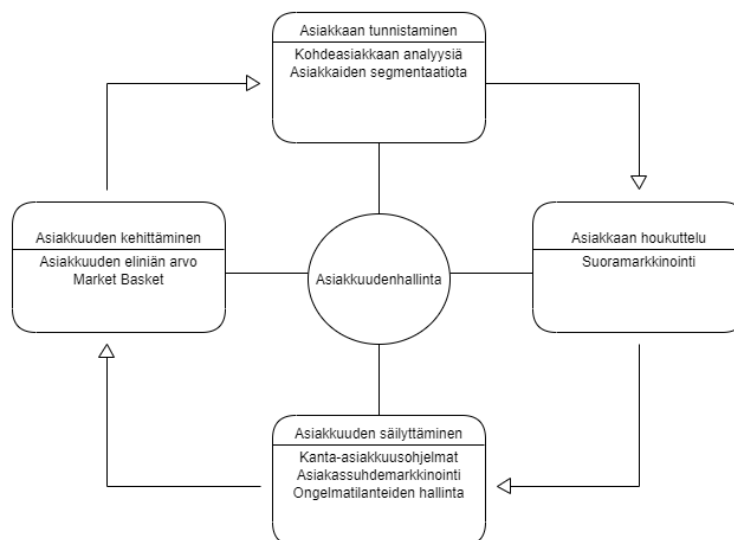 Asiakkaan tunnistaminen
Kohdeasiakkaan analyysiä
Asiakkaiden segmentaatiota
Asiakkuuden kehittäminen
Asiakkuuden eliniän arvo
Market Basket
Asiakkuudenhallinta
Asiakkaan houkuttelu
Suoramarkkinointi
Asiakkuuden säilyttäminen
Kanta-asiakkuusohjelmat
Asiakassuhdemarkkinointi
Ongelmatilanteiden hallinta